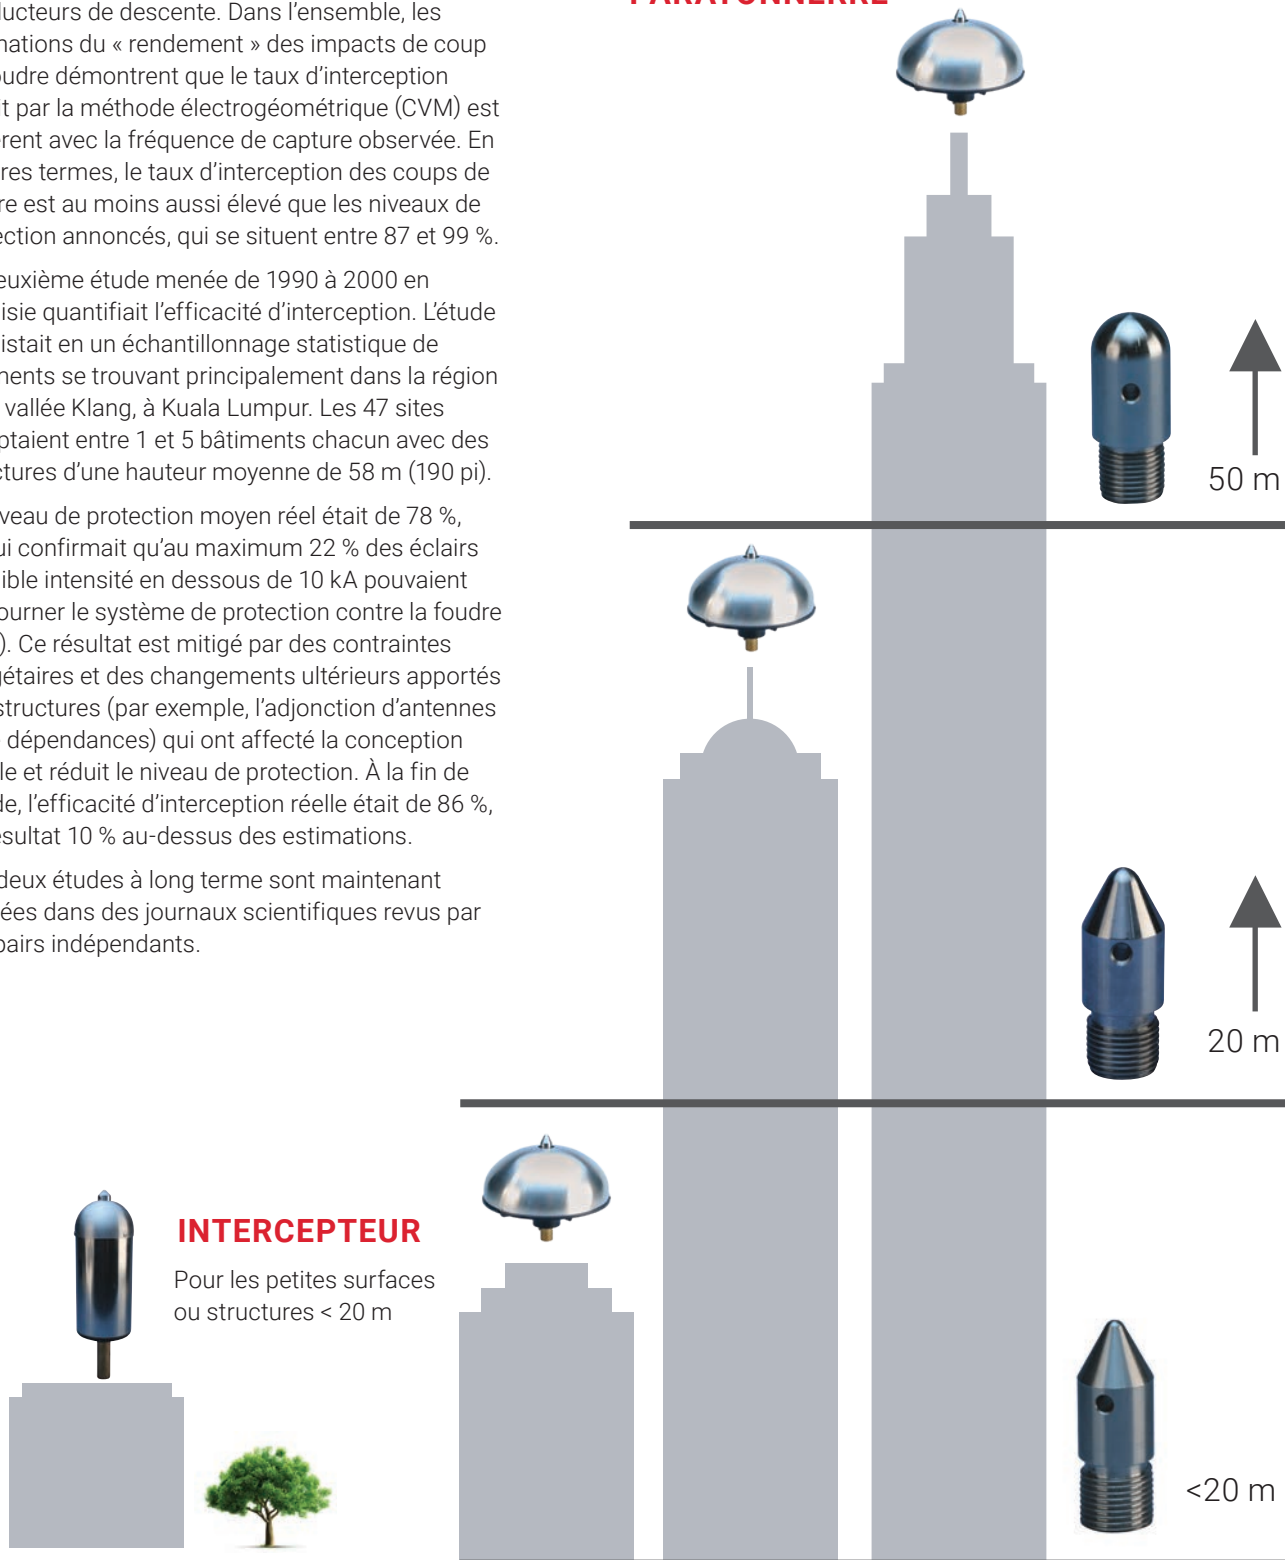 ducteurs de descente. Dans l’ensemble, les
nations du « rendement » des impacts de coup
oudre démontrent que le taux d’interception
it par la méthode électrogéométrique (CVM) est
rent avec la fréquence de capture observée. En
res termes, le taux d’interception des coups de
re est au moins aussi élevé que les niveaux de
ection annoncés, qui se situent entre 87 et 99 %.
euxième étude menée de 1990 à 2000 en
isie quantifiait l’efficacité d’interception. L’étude
istait en un échantillonnage statistique de
nents se trouvant principalement dans la région
vallée Klang, à Kuala Lumpur. Les 47 sites
ptaient entre 1 et 5 bâtiments chacun avec des
ctures d’une hauteur moyenne de 58 m (190 pi).
veau de protection moyen réel était de 78 %,
ui confirmait qu’au maximum 22 % des éclairs
ible intensité en dessous de 10 kA pouvaient
ourner le système de protection contre la foudre
). Ce résultat est mitigé par des contraintes
gétaires et des changements ultérieurs apportés
structures (par exemple, l’adjonction d’antennes
dépendances) qui ont affecté la conception
le et réduit le niveau de protection. À la fin de
de, l’efficacité d’interception réelle était de 86 %,
ésultat 10 % au-dessus des estimations.
deux études à long terme sont maintenant
ées dans des journaux scientifiques revus par
pairs indépendants.
PARATONNERRE
50 m
20 m
INTERCEPTEUR
Pour les petites surfaces
ou structures < 20 m
<20 m